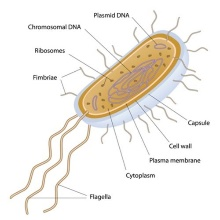 Plasmid DNA
Chromosomal DNA
Ribosomes
Fimbriae
Capsule
Cell wall
Plasma membrane
Cytoplasm
Flagella